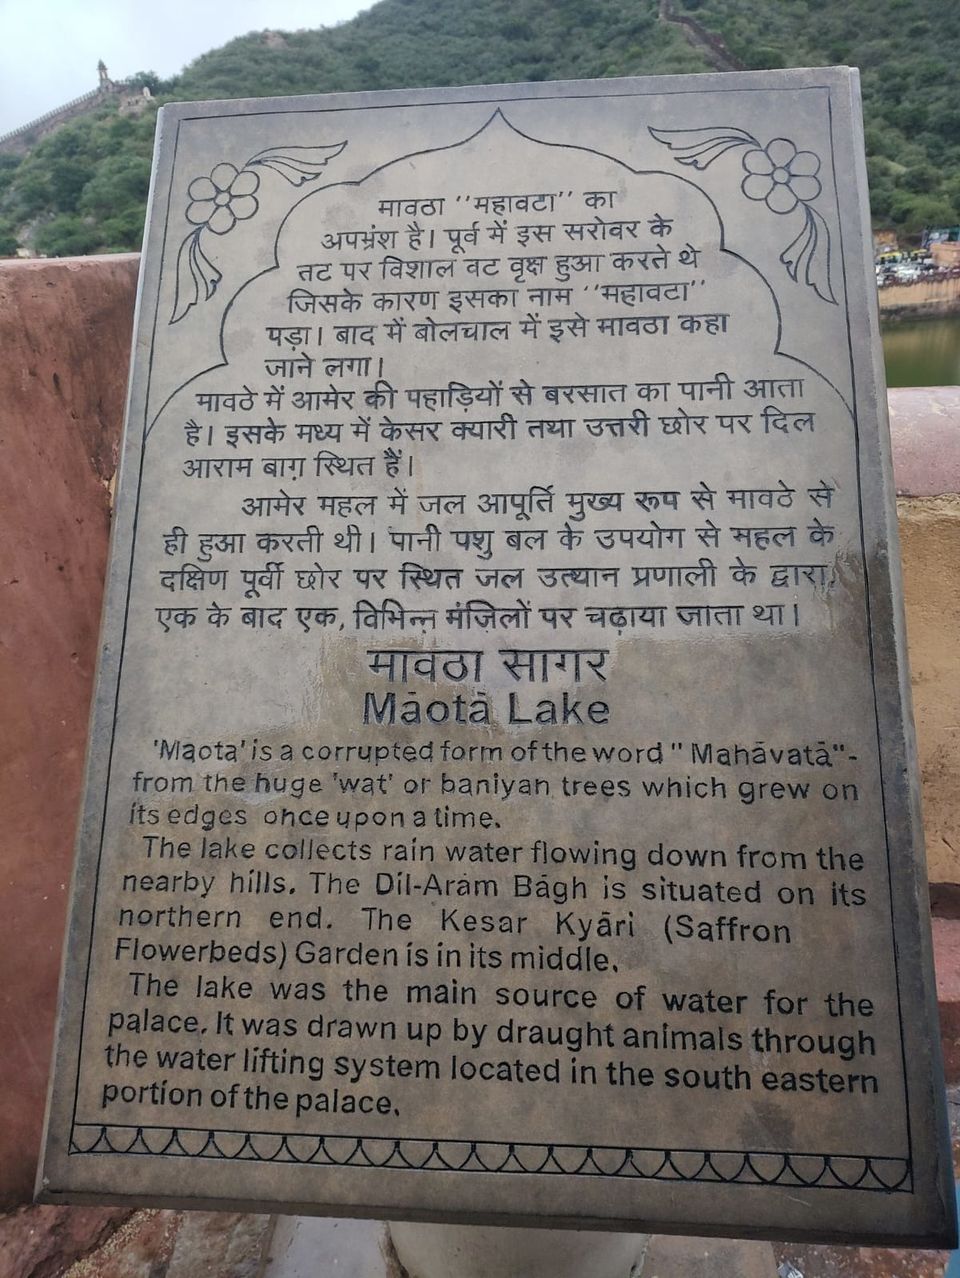 मावठा ''महावटा'' का
अपभ्रंश है। पूर्व में इस सरोवर के
तट पर विशाल वट वृक्ष हुआ करते थे
जिसके कारण इसका नाम ''महावटा''
पड़ा। बाद में बोलचाल में इसे मावठा कहा
जाने लगा।
मावठे में आमेर की पहाड़ियों से बरसात का पानी आता
है। इसके मध्य में केसर क्यारी तथा उत्तरी छोर पर दिल
आराम बाग़ स्थित हैं।
आमेर महल में जल आपूर्ति मुख्य रूप से मावठे से
ही हुआ करती थी। पानी पशु बल के उपयोग से महल के
दक्षिण पूर्वी छोर पर स्थित जल उत्थान प्रणाली के द्वारा,
एक के बाद एक, विभिन्न मंज़िलों पर चढ़ाया जाता था।
मावठा सागर
Māotā Lake
'Maota' is a corrupted form of the word " Mahāvatā"-
from the huge 'wat' or baniyan trees which grew on
its edges once upon a time.
The lake collects rain water flowing down from the
nearby hills. The Dil-Arām Bāgh is situated on its
northern end. The Kesar Kyāri (Saffron
Flowerbeds) Garden is in its middle.
The lake was the main source of water for the
palace. It was drawn up by draught animals through
the water lifting system located in the south eastern
portion of the palace.